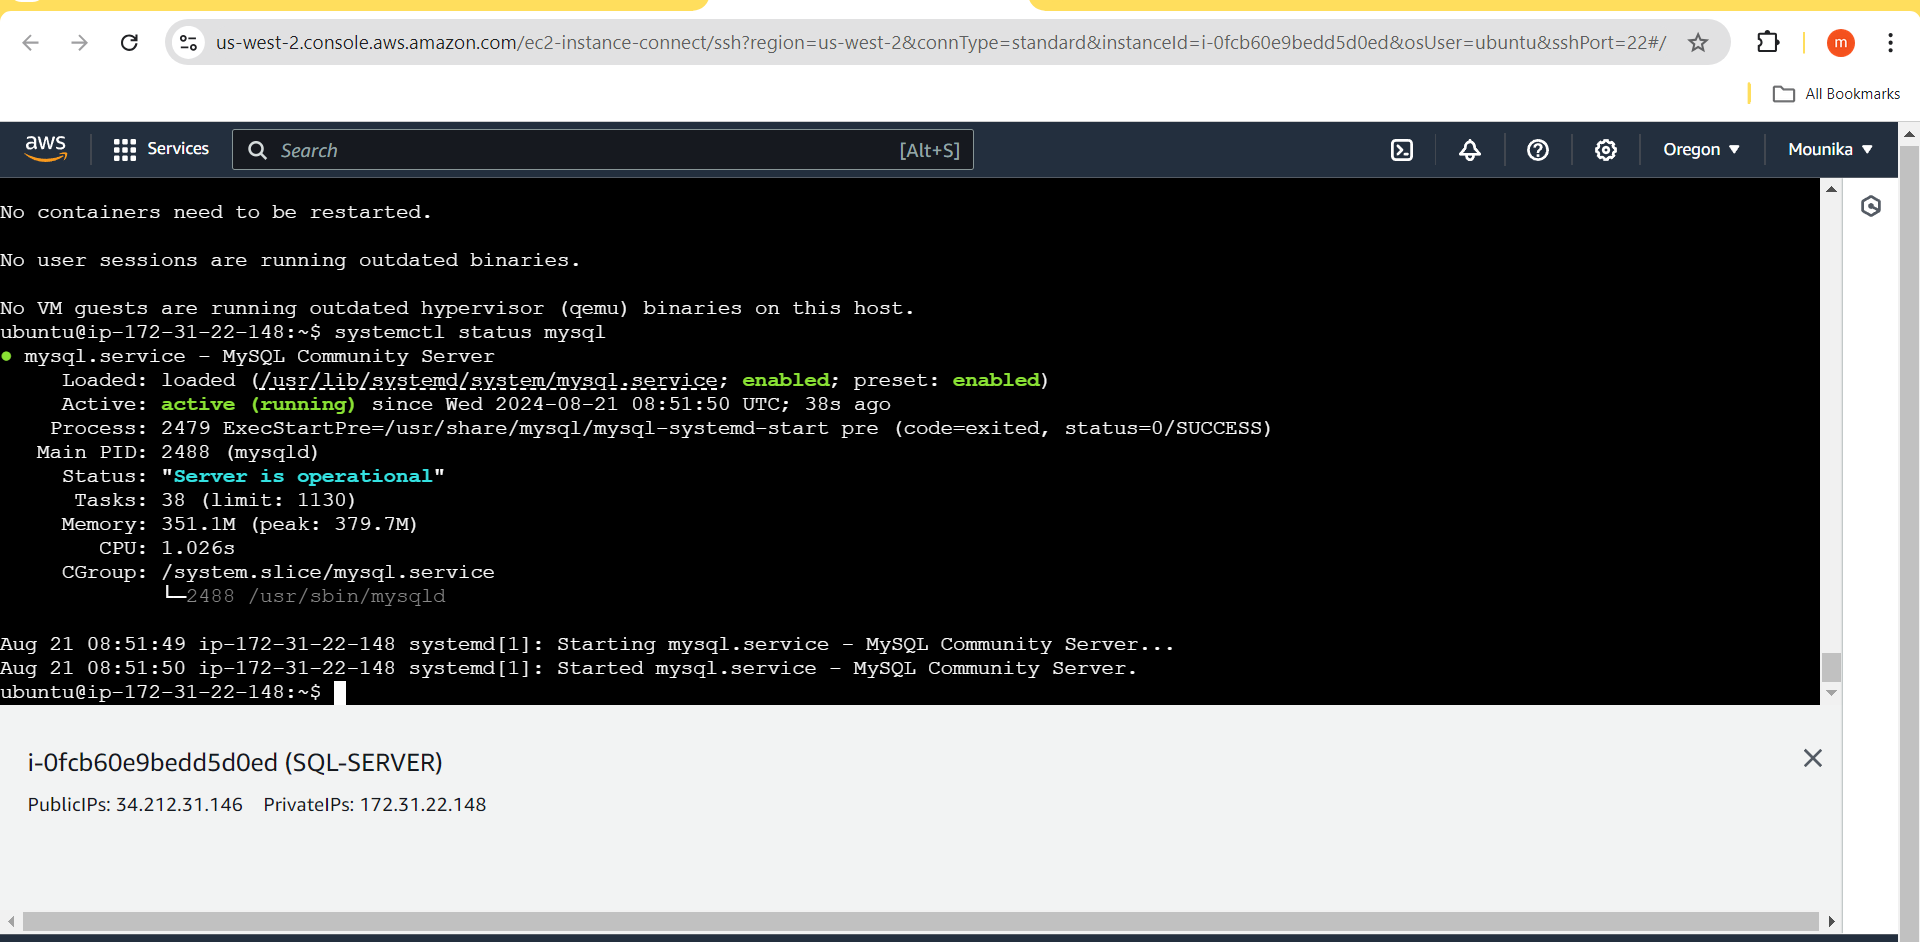 us-west-2.console.aws.amazon.com/ec2-instance-connect/ssh?region=us-west-2&connType=standard&instanceId=i-0fcb60e9bedd5d0ed&osUser=ubuntu&sshPort=22#/
m
All Bookmarks
aws
Services
Search
[Alt+S]
Oregon
Mounika
No containers need to be restarted.
No user sessions are running outdated binaries.
No VM guests are running outdated hypervisor (qemu) binaries on this host.
ubuntu@ip-172-31-22-148:~$ systemctl status mysql
● mysql.service - MySQL Community Server
Loaded: loaded (/usr/lib/systemd/system/mysql.service; enabled; preset: enabled)
Active: active (running) since Wed 2024-08-21 08:51:50 UTC; 38s ago
Process: 2479 ExecStartPre=/usr/share/mysql/mysql-systemd-start pre (code=exited, status=0/SUCCESS)
Main PID: 2488 (mysqld)
Status: "Server is operational"
Tasks: 38 (limit: 1130)
Memory: 351.1M (peak: 379.7M)
CPU: 1.026s
CGroup: /system.slice/mysql.service
└─2488 /usr/sbin/mysqld
Aug 21 08:51:49 ip-172-31-22-148 systemd[1]: Starting mysql.service - MySQL Community Server...
Aug 21 08:51:50 ip-172-31-22-148 systemd[1]: Started mysql.service - MySQL Community Server.
ubuntu@ip-172-31-22-148:~$
i-0fcb60e9bedd5d0ed (SQL-SERVER)
PublicIPs: 34.212.31.146 PrivateIPs: 172.31.22.148